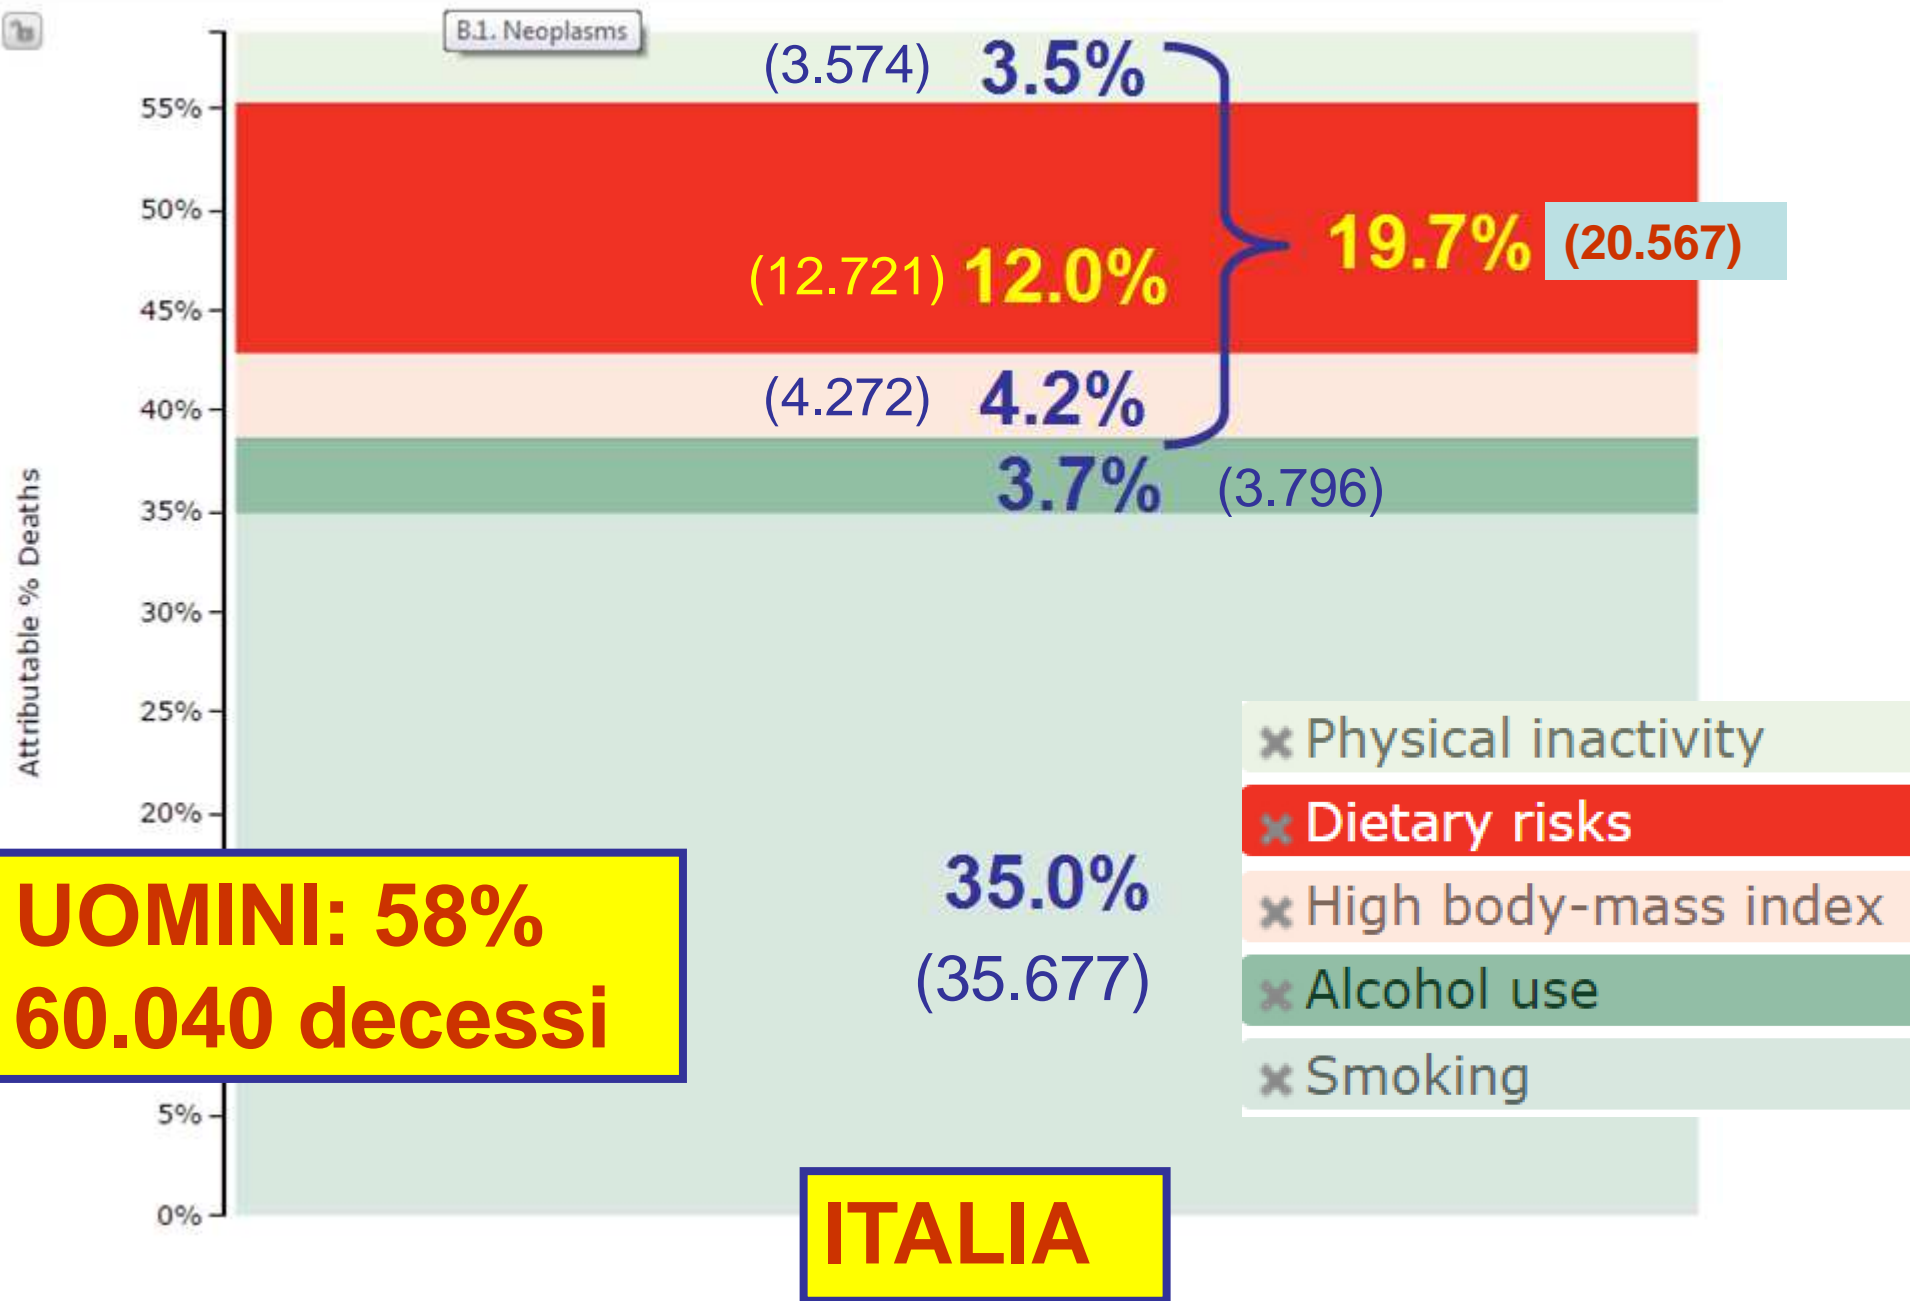 B.1. Neoplasms
(3.574) 3.5%
55%
50%
19.7% (20.567)
(12.721) 12.0%
45%
(4.272) 4.2%
40%
3.7% (3.796)
35%
Attributable % Deaths
30%
25%
20%
5%
0%
35.0%
(35.677)
Physical inactivity
Dietary risks
High body-mass index
Alcohol use
Smoking
UOMINI: 58%
60.040 decessi
ITALIA